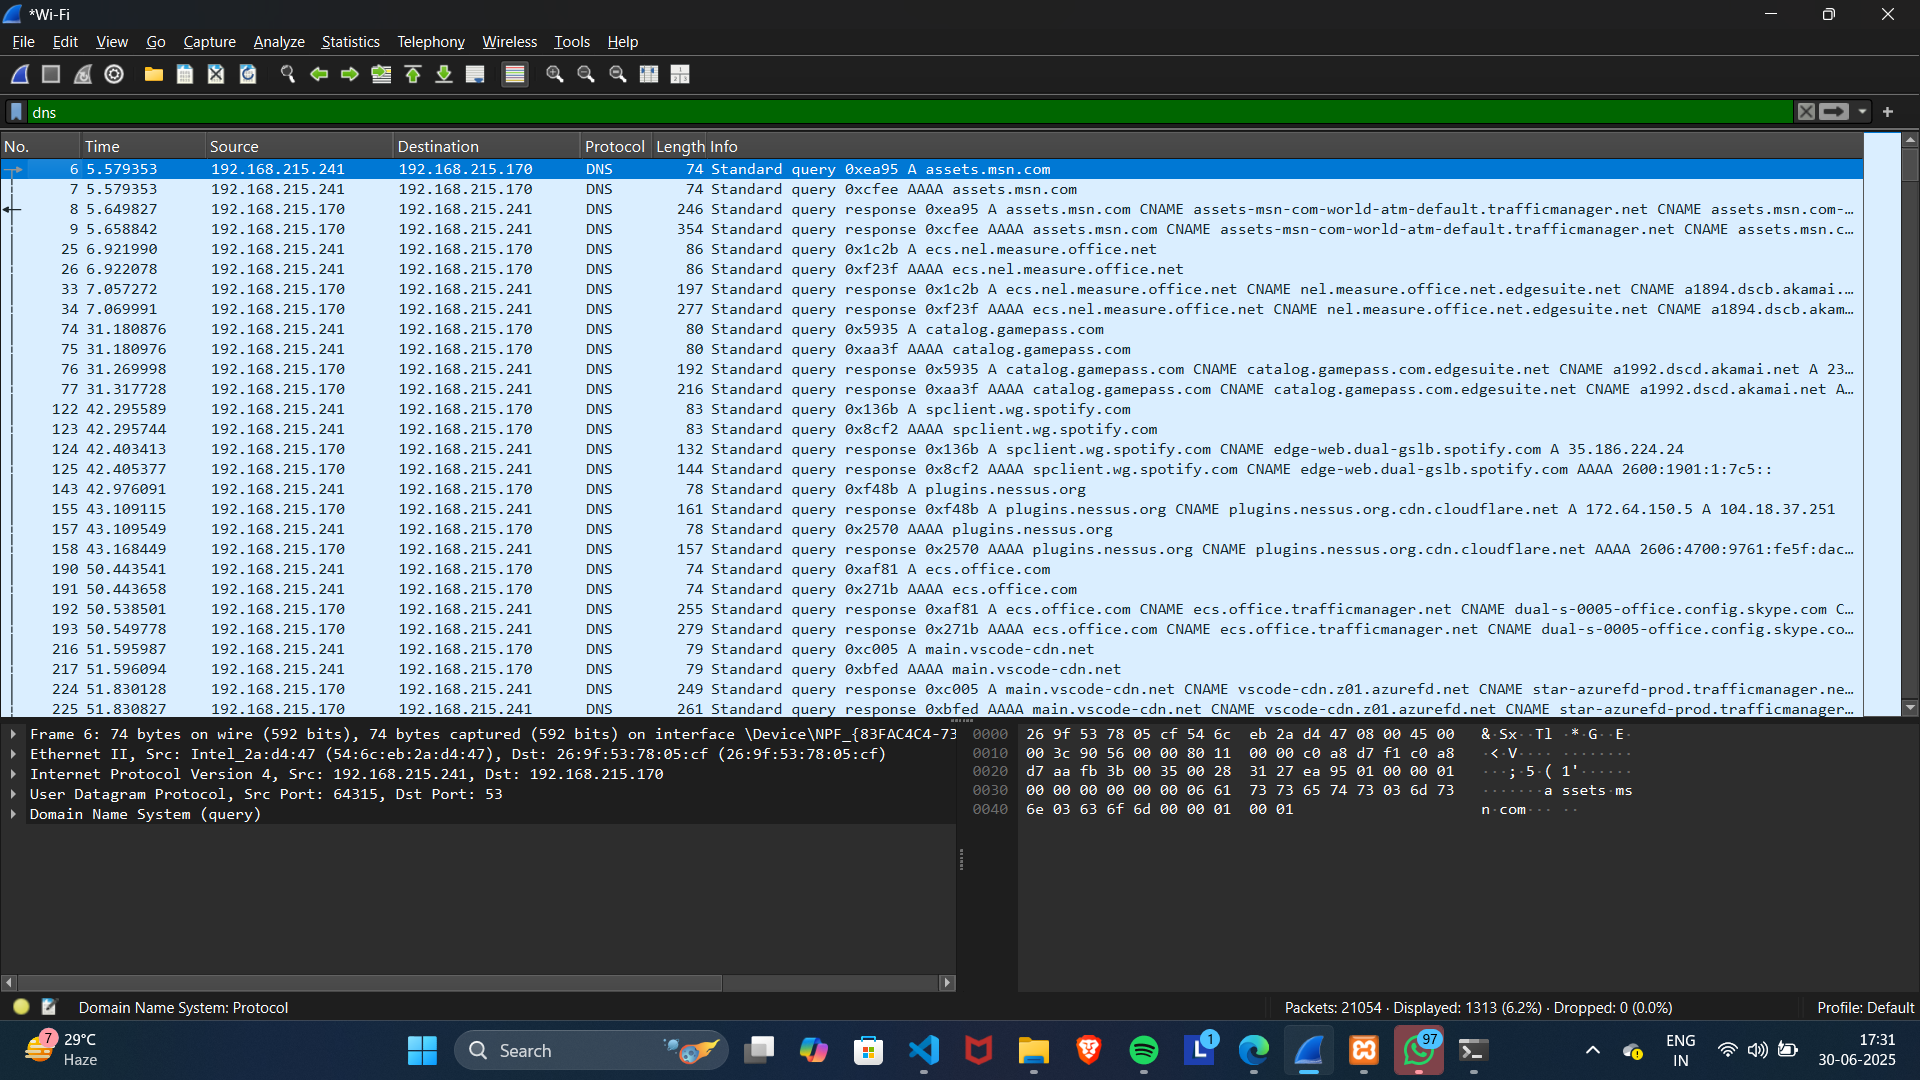 *Wi-Fi
File Edit View Go Capture Analyze Statistics Telephony Wireless Tools Help
dns
No. Time Source Destination Protocol Length Info
6 5.579353 192.168.215.241 192.168.215.170 DNS 74 Standard query 0xea95 A assets.msn.com
7 5.579353 192.168.215.241 192.168.215.170 DNS 74 Standard query 0xcfee AAAA assets.msn.com
8 5.649827 192.168.215.170 192.168.215.241 DNS 246 Standard query response 0xea95 A assets.msn.com CNAME assets-msn-com-world-atm-default.trafficmanager.net CNAME assets.msn.com-…
9 5.658842 192.168.215.170 192.168.215.241 DNS 354 Standard query response 0xcfee AAAA assets.msn.com CNAME assets-msn-com-world-atm-default.trafficmanager.net CNAME assets.msn.c…
25 6.921990 192.168.215.241 192.168.215.170 DNS 86 Standard query 0x1c2b A ecs.nel.measure.office.net
26 6.922078 192.168.215.241 192.168.215.170 DNS 86 Standard query 0xf23f AAAA ecs.nel.measure.office.net
33 7.057272 192.168.215.170 192.168.215.241 DNS 197 Standard query response 0x1c2b A ecs.nel.measure.office.net CNAME nel.measure.office.net.edgesuite.net CNAME a1894.dscb.akamai.…
34 7.069991 192.168.215.170 192.168.215.241 DNS 277 Standard query response 0xf23f AAAA ecs.nel.measure.office.net CNAME nel.measure.office.net.edgesuite.net CNAME a1894.dscb.akam…
74 31.180876 192.168.215.241 192.168.215.170 DNS 80 Standard query 0x5935 A catalog.gamepass.com
75 31.180976 192.168.215.241 192.168.215.170 DNS 80 Standard query 0xaa3f AAAA catalog.gamepass.com
76 31.269998 192.168.215.170 192.168.215.241 DNS 192 Standard query response 0x5935 A catalog.gamepass.com CNAME catalog.gamepass.com.edgesuite.net CNAME a1992.dscd.akamai.net A 23…
77 31.317728 192.168.215.170 192.168.215.241 DNS 216 Standard query response 0xaa3f AAAA catalog.gamepass.com CNAME catalog.gamepass.com.edgesuite.net CNAME a1992.dscd.akamai.net A…
122 42.295589 192.168.215.241 192.168.215.170 DNS 83 Standard query 0x136b A spclient.wg.spotify.com
123 42.295744 192.168.215.241 192.168.215.170 DNS 83 Standard query 0x8cf2 AAAA spclient.wg.spotify.com
124 42.403413 192.168.215.170 192.168.215.241 DNS 132 Standard query response 0x136b A spclient.wg.spotify.com CNAME edge-web.dual-gslb.spotify.com A 35.186.224.24
125 42.405377 192.168.215.170 192.168.215.241 DNS 144 Standard query response 0x8cf2 AAAA spclient.wg.spotify.com CNAME edge-web.dual-gslb.spotify.com AAAA 2600:1901:1:7c5::
143 42.976091 192.168.215.241 192.168.215.170 DNS 78 Standard query 0xf48b A plugins.nessus.org
155 43.109115 192.168.215.170 192.168.215.241 DNS 161 Standard query response 0xf48b A plugins.nessus.org CNAME plugins.nessus.org.cdn.cloudflare.net A 172.64.150.5 A 104.18.37.251
157 43.109549 192.168.215.241 192.168.215.170 DNS 78 Standard query 0x2570 AAAA plugins.nessus.org
158 43.168449 192.168.215.170 192.168.215.241 DNS 157 Standard query response 0x2570 AAAA plugins.nessus.org CNAME plugins.nessus.org.cdn.cloudflare.net AAAA 2606:4700:9761:fe5f:dac…
190 50.443541 192.168.215.241 192.168.215.170 DNS 74 Standard query 0xaf81 A ecs.office.com
191 50.443658 192.168.215.241 192.168.215.170 DNS 74 Standard query 0x271b AAAA ecs.office.com
192 50.538501 192.168.215.170 192.168.215.241 DNS 255 Standard query response 0xaf81 A ecs.office.com CNAME ecs.office.trafficmanager.net CNAME dual-s-0005-office.config.skype.com C…
193 50.549778 192.168.215.170 192.168.215.241 DNS 279 Standard query response 0x271b AAAA ecs.office.com CNAME ecs.office.trafficmanager.net CNAME dual-s-0005-office.config.skype.co…
216 51.595987 192.168.215.241 192.168.215.170 DNS 79 Standard query 0xc005 A main.vscode-cdn.net
217 51.596094 192.168.215.241 192.168.215.170 DNS 79 Standard query 0xbfed AAAA main.vscode-cdn.net
224 51.830128 192.168.215.170 192.168.215.241 DNS 249 Standard query response 0xc005 A main.vscode-cdn.net CNAME vscode-cdn.z01.azurefd.net CNAME star-azurefd-prod.trafficmanager.ne…
225 51.830827 192.168.215.170 192.168.215.241 DNS 261 Standard query response 0xbfed AAAA main.vscode-cdn.net CNAME vscode-cdn.z01.azurefd.net CNAME star-azurefd-prod.trafficmanager…
Frame 6: 74 bytes on wire (592 bits), 74 bytes captured (592 bits) on interface \Device\NPF_{83FAC4C4-73
Ethernet II, Src: Intel_2a:d4:47 (54:6c:eb:2a:d4:47), Dst: 26:9f:53:78:05:cf (26:9f:53:78:05:cf)
Internet Protocol Version 4, Src: 192.168.215.241, Dst: 192.168.215.170
User Datagram Protocol, Src Port: 64315, Dst Port: 53
Domain Name System (query)
0000 26 9f 53 78 05 cf 54 6c eb 2a d4 47 08 00 45 00 &·Sx··Tl ·*·G··E·
0010 00 3c 90 56 00 00 80 11 00 00 c0 a8 d7 f1 c0 a8 ·<·V···· ········
0020 d7 aa fb 3b 00 35 00 28 31 27 ea 95 01 00 00 01 ···;·5·( 1'······
0030 00 00 00 00 00 00 06 61 73 73 65 74 73 03 6d 73 ·······a ssets·ms
0040 6e 03 63 6f 6d 00 00 01 00 01 n·com··· ··
Domain Name System: Protocol
Packets: 21054 · Displayed: 1313 (6.2%) · Dropped: 0 (0.0%)
Profile: Default
7
29°C
Haze
Search
1
97
ENG
IN
17:31
30-06-2025